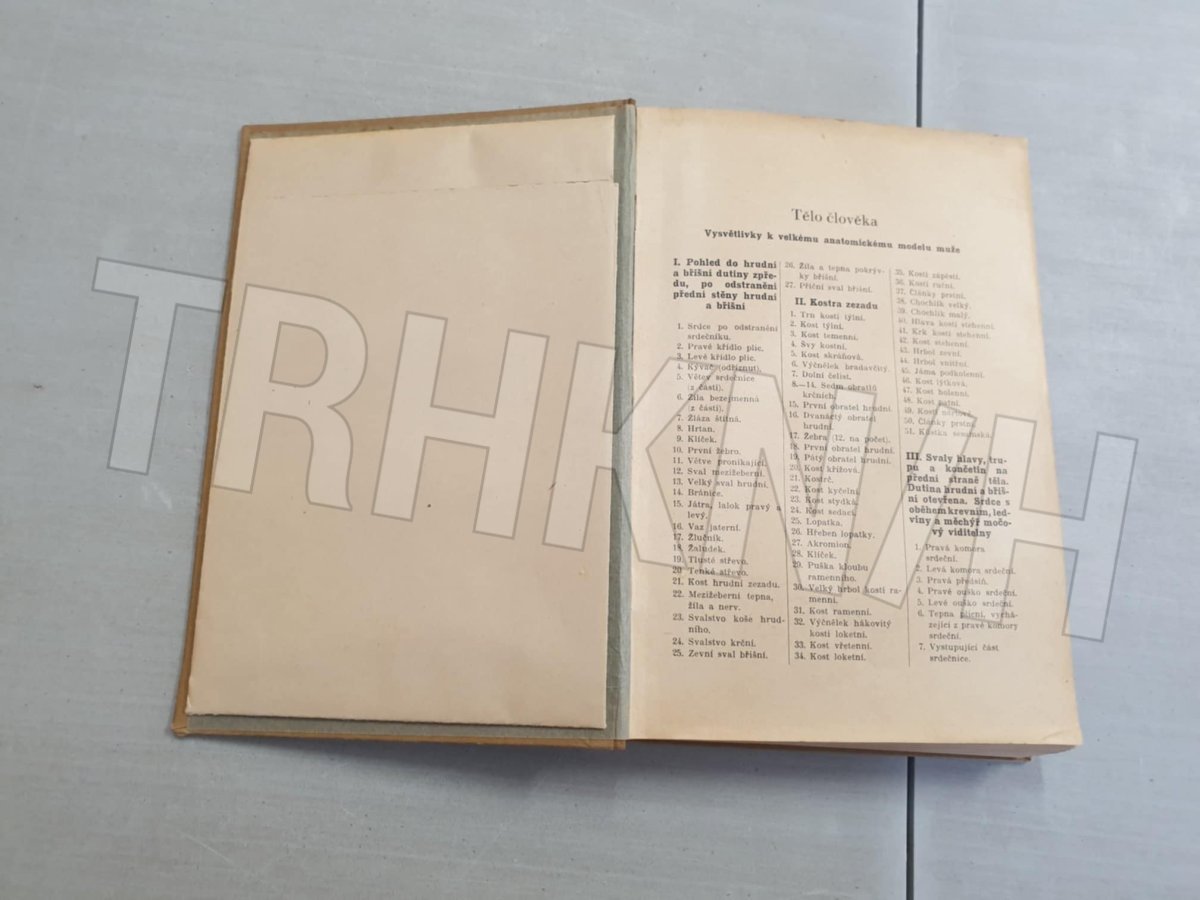 Tělo člověka
Vysvětlivky k velkému anatomickému modelu muže
I. Pohled do hrudní
a břišní dutiny zpře-
du, po odstranění
přední stěny hrudní
a břišní
1. Srdce po odstranění
srdečníku.
2. Pravé křídlo plic.
3. Levé křídlo plic.
4. Kývač (odříznut).
5. Větev srdečnice
(z části).
6. Žíla bezejmenná
(z části).
7. Žláza štítná.
8. Hrtan.
9. Klíček.
10. První žebro.
11. Větve pronikající.
12. Sval mezižeberní.
13. Velký sval hrudní.
14. Bránice.
15. Játra, lalok pravý a
levý.
16. Vaz jaterní.
17. Žlučník.
18. Žaludek.
19. Tlusté střevo.
20. Tenké střevo.
21. Kost hrudní zezadu.
22. Mezižeberní tepna,
žíla a nerv.
23. Svalstvo koše hrud-
ního.
24. Svalstvo krční.
25. Zevní sval břišní.
26. Žíla a tepna pokrýv-
ky břišní.
27. Příční sval břišní.
II. Kostra zezadu
1. Trn kosti týlní.
2. Kost týlní.
3. Kost temenní.
4. Švy kostní.
5. Kost skráňová.
6. Výčnělek bradavčitý.
7. Dolní čelist.
8.—14. Sedm obratlů
krčních.
15. První obratel hrudní.
16. Dvanáctý obratel
hrudní.
17. Žebra (12, na počet).
18. První obratel hrudní.
19. Pátý obratel hrudní.
20. Kost křížová.
21. Kostrč.
22. Kost kyčelní.
23. Kost stydká.
24. Kost sedací.
25. Lopatka.
26. Hřeben lopatky.
27. Akromion.
28. Klíček.
29. Puška kloubu
ramenního.
30. Velký hrbol kosti ra-
menní.
31. Kost ramenní.
32. Výčnělek hákovitý
kosti loketní.
33. Kost vřetenní.
34. Kost loketní.
35. Kosti zápěstí.
36. Kosti ruční.
37. Články prstní.
38. Chochlík velký.
39. Chochlík malý.
40. Hlava kosti stehenní.
41. Krk kosti stehenní.
42. Kost stehenní.
43. Hrbol zevní.
44. Hrbol vnitřní.
45. Jáma podkolenní.
46. Kost lýtková.
47. Kost holenní.
48. Kost patní.
49. Kosti nártové.
50. Články prstní.
51. Kůstka sesamská.
III. Svaly hlavy, tru-
pu a končetin na
přední straně těla.
Dutina hrudní a břiš-
ní otevřena. Srdce s
oběhem krevním, led-
viny a měchýř močo-
vý viditelny
1. Pravá komora
srdeční.
2. Levá komora srdeční.
3. Pravá předsíň.
4. Pravé ouško srdeční.
5. Levé ouško srdeční.
6. Tepna plicní, vychá-
zející z pravé komory
srdeční.
7. Vystupující část
srdečnice.
TRHKNIH